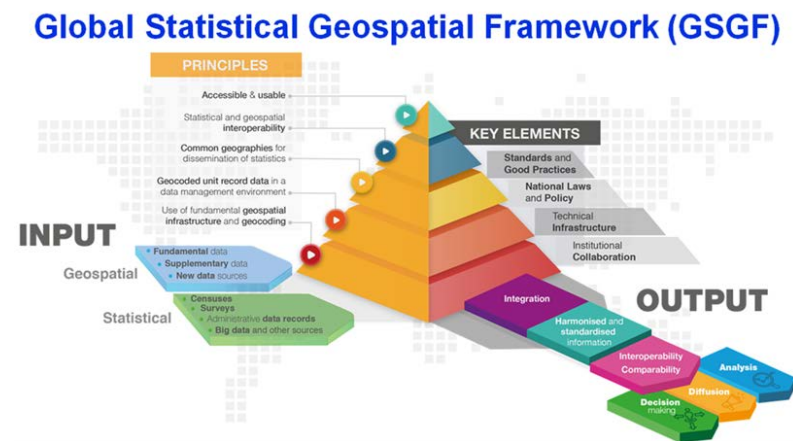 Global Statistical Geospatial Framework (GSGF)
PRINCIPLES
Accessible & usable
Statistical and geospatial
interoperability
Common geographies for
dissemination of statistics
Geocoded unit record data in a
data management environment
Use of fundamental geospatial
infrastructure and geocoding
KEY ELEMENTS
Standards and
Good Practices
National Laws
and Policy
Technical
Infrastructure
Institutional
Collaboration
INPUT
Geospatial
Fundamental data
Supplementary data
New data sources
Statistical
Censuses
Surveys
Administrative data records
Big data and other sources
OUTPUT
Integration
Harmonised and
standardised
information
Interoperability
Comparability
Analysis
Diffusion
Decision
making